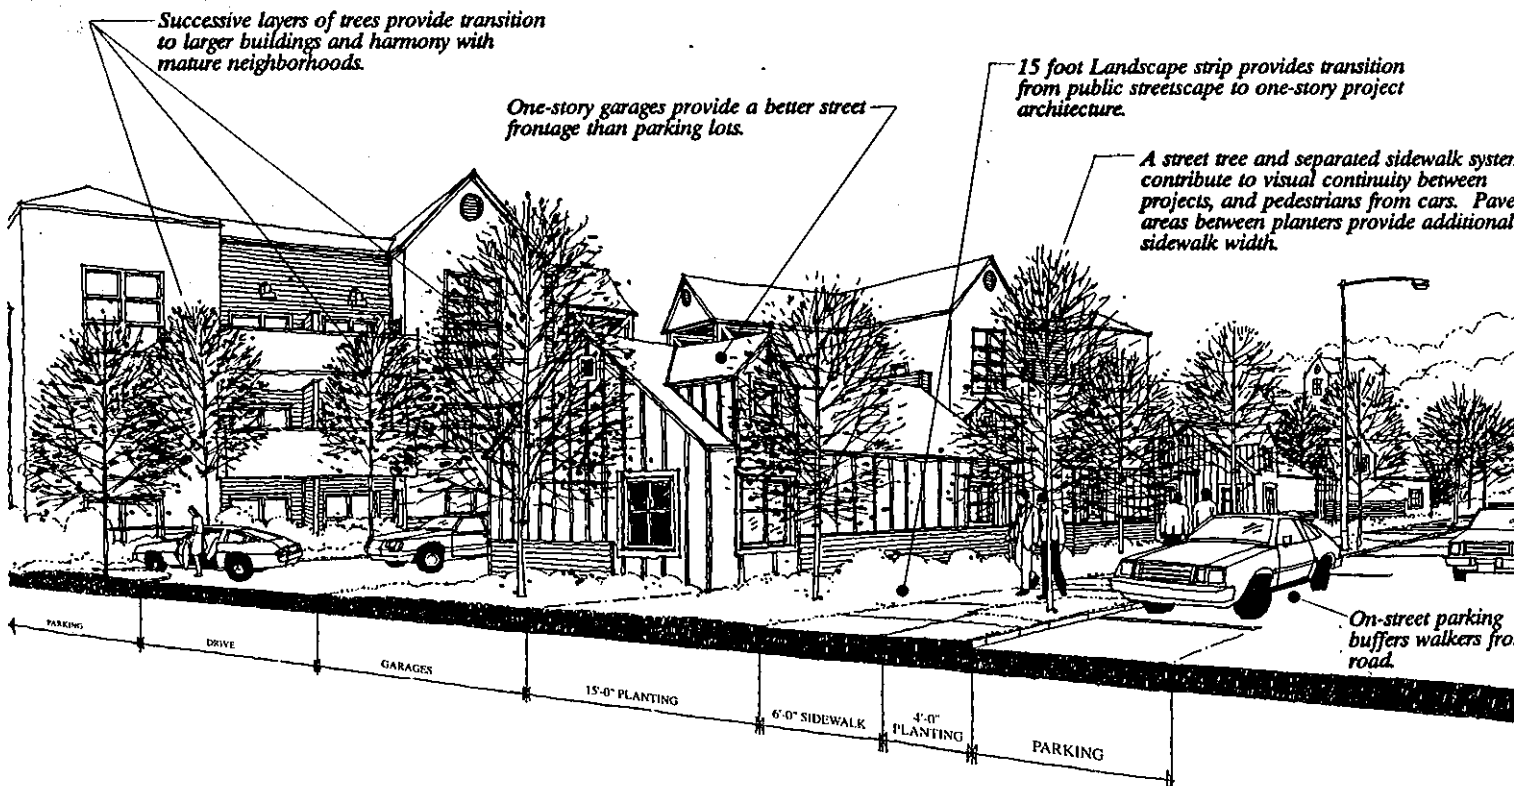 Successive layers of trees provide transition
to larger buildings and harmony with
mature neighborhoods.
One-story garages provide a better street
frontage than parking lots.
15 foot Landscape strip provides transition
from public streetscape to one-story project
architecture.
A street tree and separated sidewalk system
contribute to visual continuity between
projects, and pedestrians from cars. Pave
areas between planters provide additional
sidewalk width.
On-street parking
buffers walkers fro
road.
PARKING
DRIVE
GARAGES
15'-0" PLANTING
6'-0" SIDEWALK
4'-0"
PLANTING
PARKING